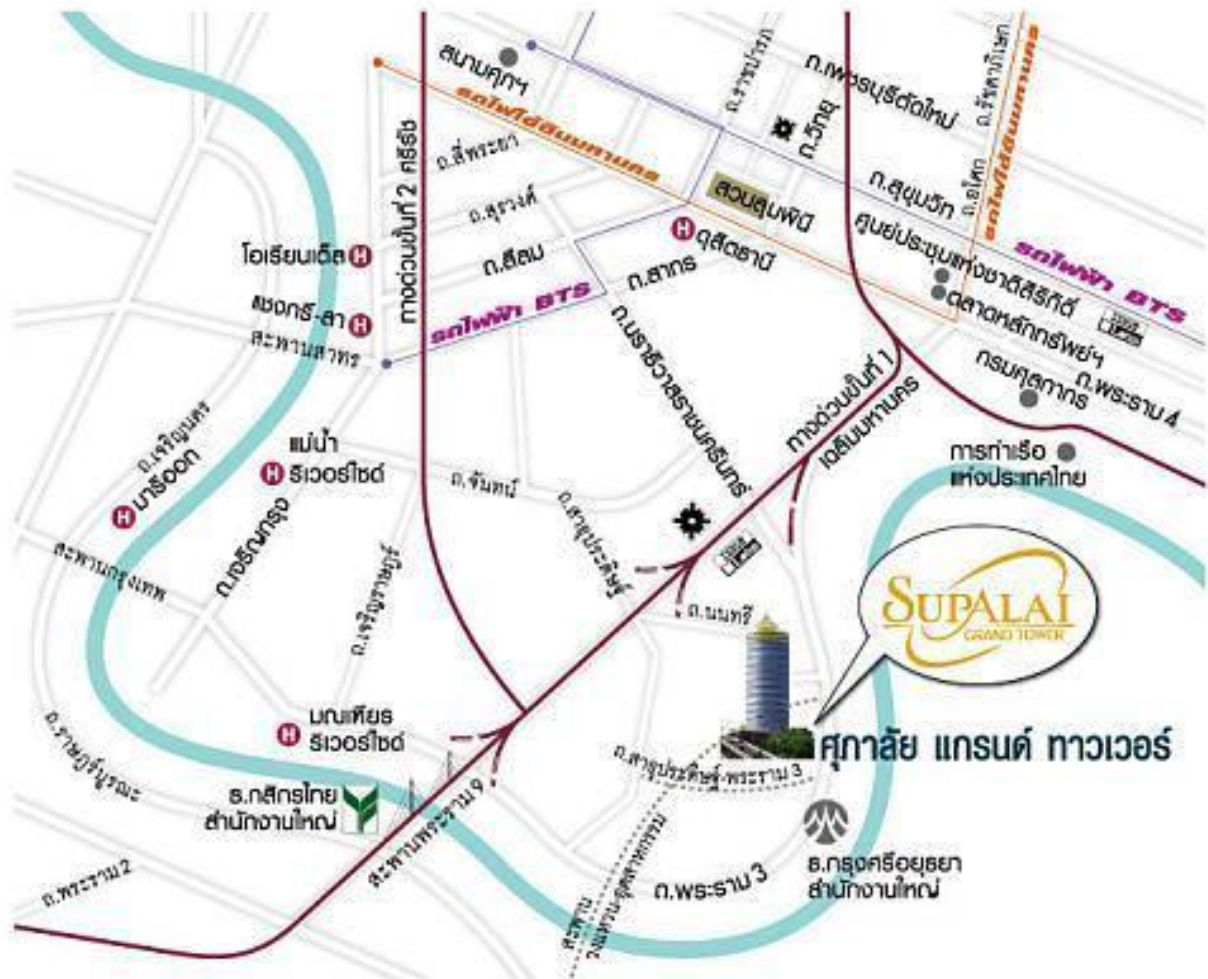 สนามศุภฯ
ถ.ราชปรารภ
ถ.เพชรบุรีตัดใหม่
ถ.รัชดาภิเษก
รถไฟใต้ดินมหานคร
รถไฟใต้ดินมหานคร
ถ.วิทยุ
ถ.สี่พระยา
ทางด่วนขั้นที่ 2 ศรีรัช
สวนลุมพินี
ถ.สุขุมวิท
ถ.อโศก
ถ.สุรวงศ์
ดุสิตธานี
ศูนย์ประชุมแห่งชาติสิริกิติ์
รถไฟฟ้า BTS
โอเรียนเต็ล
ถ.สีลม
ถ.สาทร
ตลาดหลักทรัพย์ฯ
แชงกรี-ลา
รถไฟฟ้า BTS
สะพานสาทร
ถ.นราธิวาสราชนครินทร์
ทางด่วนขั้นที่ 1
เฉลิมมหานคร
กรมศุลกากร
ถ.พระราม 4
ถ.เจริญนคร
แม่น้ำ
ริเวอร์ไซด์
ถ.จันทน์
การท่าเรือ
แห่งประเทศไทย
มารีออท
ถ.สาธุประดิษฐ์
สะพานกรุงเทพ
ถ.เจริญกรุง
ถ.เจริญราษฎร์
ถ.นนทรี
SUPALAI
GRAND TOWER
มณเฑียร
ริเวอร์ไซด์
ศุภาลัย แกรนด์ ทาวเวอร์
ถ.ราษฎร์บูรณะ
ถ.สาธุประดิษฐ์-พระราม 3
ธ.กสิกรไทย
สำนักงานใหญ่
สะพานพระราม 9
ถ.พระราม 2
ถ.พระราม 3
ธ.กรุงศรีอยุธยา
สำนักงานใหญ่
สะพาน
วงแหวน-อุตสาหกรรม